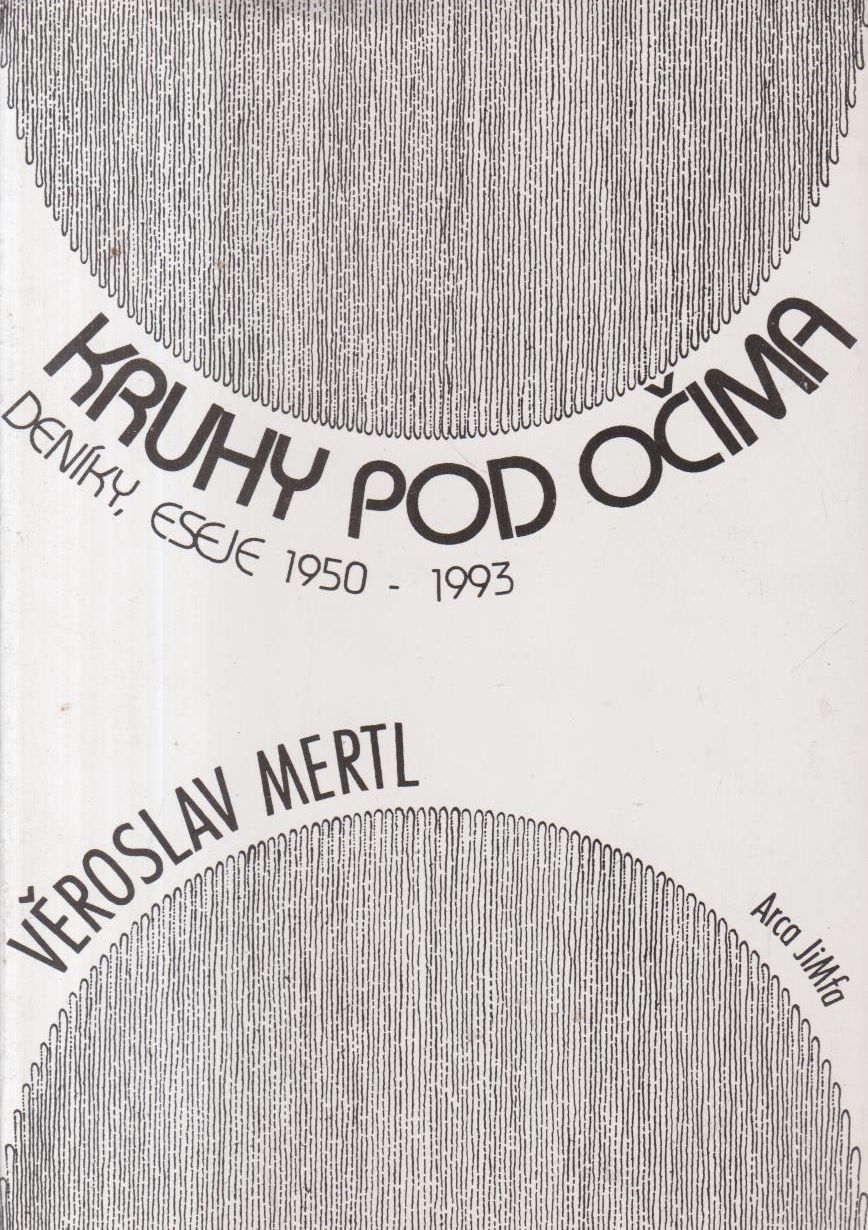 KRUHY POD OČIMA
DENÍKY, ESEJE 1950 - 1993
VĚROSLAV MERTL
Arca JiMfa